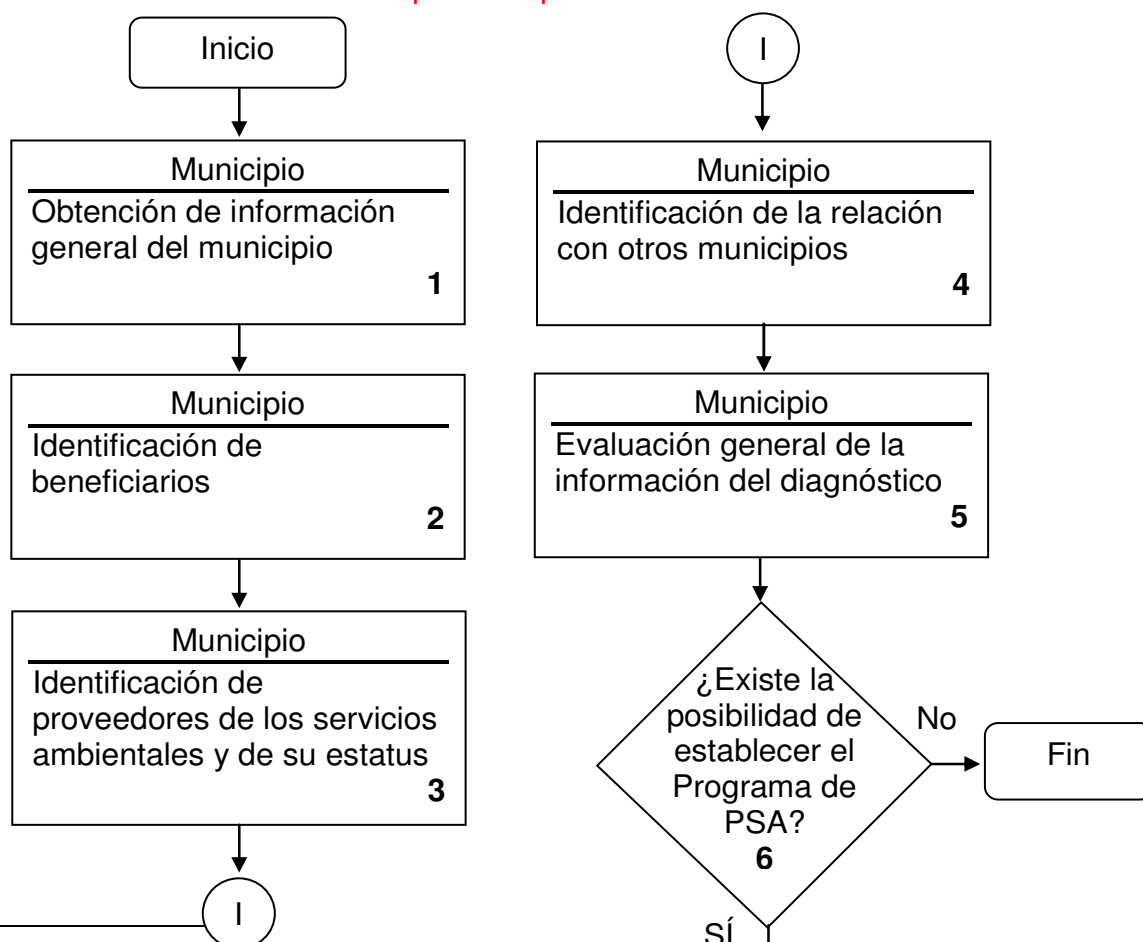 Inicio
Municipio
Obtención de información
general del municipio
1
Municipio
Identificación de
beneficiarios
2
Municipio
Identificación de
proveedores de los servicios
ambientales y de su estatus
3
I
I
Municipio
Identificación de la relación
con otros municipios
4
Municipio
Evaluación general de la
información del diagnóstico
5
¿Existe la
posibilidad de
establecer el
Programa de
PSA?
6
No
Fin
SÍ